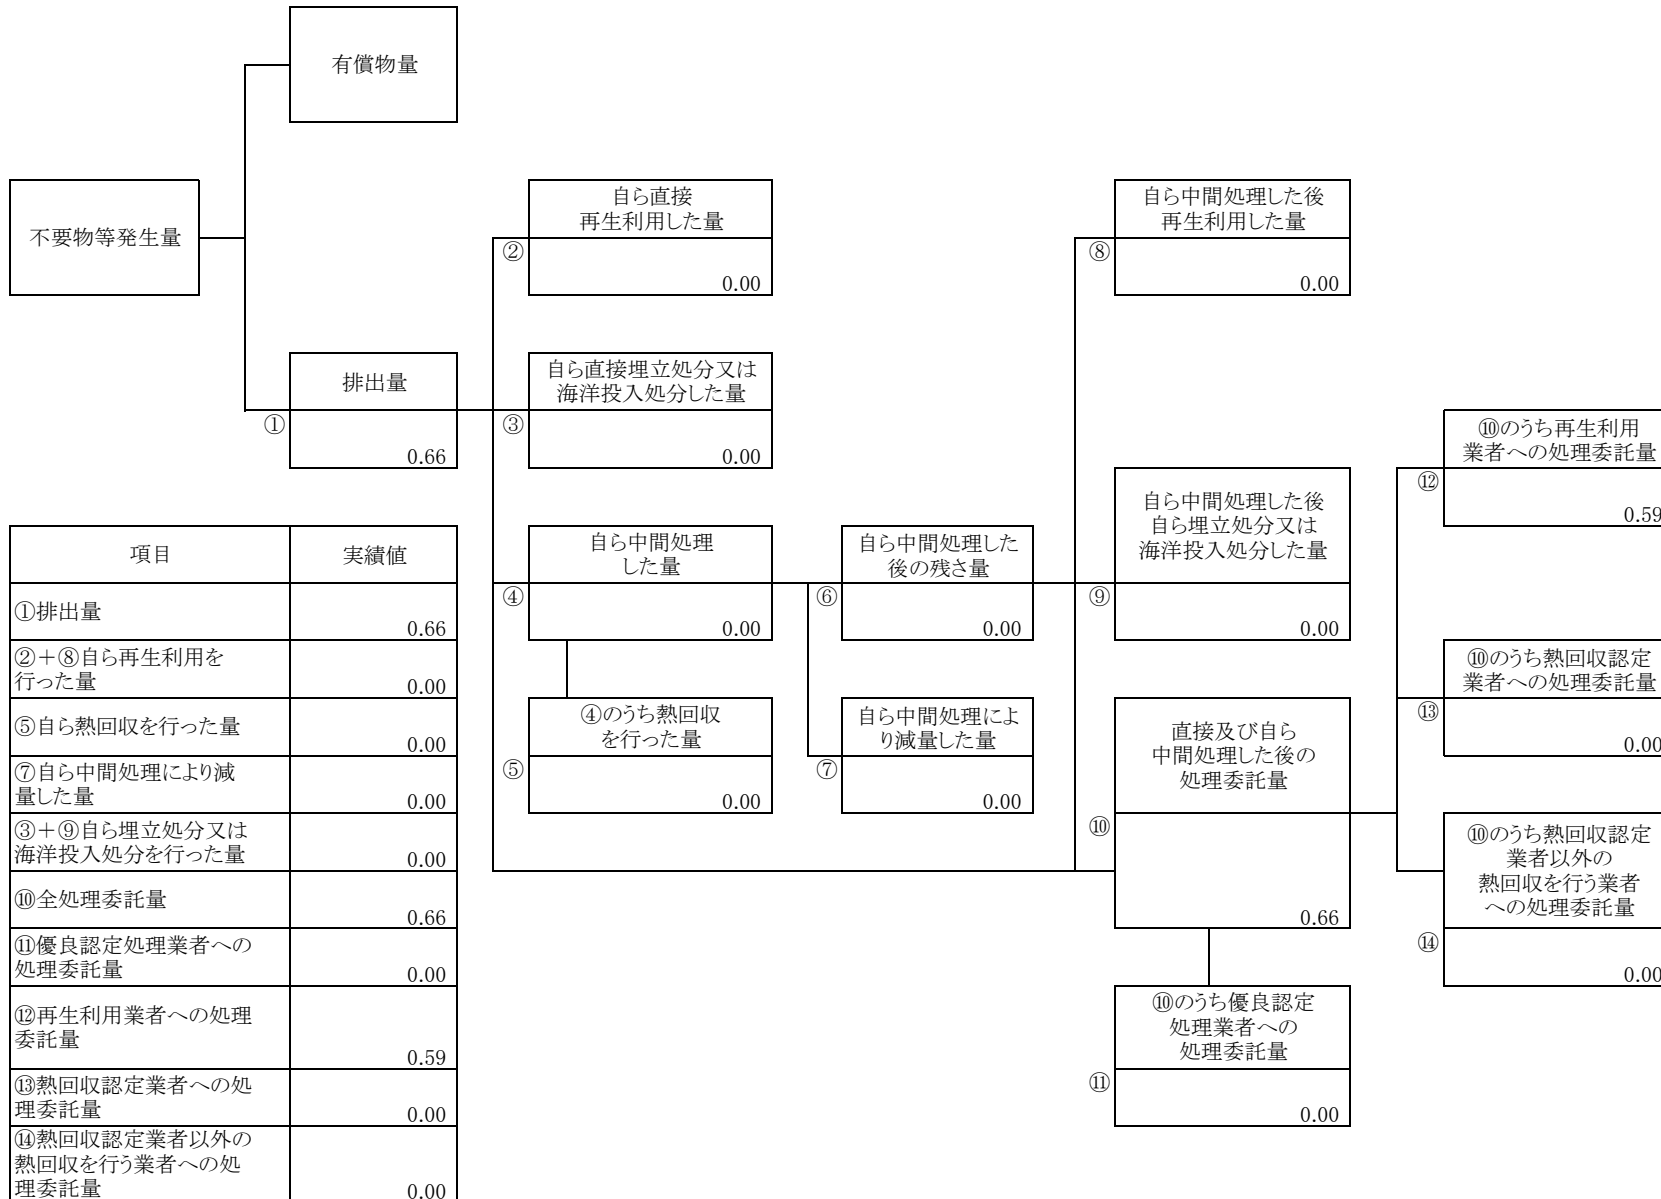 有償物量
不要物等発生量
自ら直接
再生利用した量
②
0.00
自ら中間処理した後
再生利用した量
⑧
0.00
排出量
①
0.66
自ら直接埋立処分又は
海洋投入処分した量
③
0.00
⑩のうち再生利用
業者への処理委託量
⑫
0.59
自ら中間処理
した量
④
0.00
自ら中間処理した
後の残さ量
⑥
0.00
自ら中間処理した後
自ら埋立処分又は
海洋投入処分した量
⑨
0.00
⑩のうち熱回収認定
業者への処理委託量
⑬
0.00
④のうち熱回収
を行った量
⑤
0.00
自ら中間処理によ
り減量した量
⑦
0.00
直接及び自ら
中間処理した後の
処理委託量
⑩
0.66
⑩のうち熱回収認定
業者以外の
熱回収を行う業者
への処理委託量
⑭
0.00
⑩のうち優良認定
処理業者への
処理委託量
⑪
0.00
項目 実績値
①排出量
0.66
②+⑧自ら再生利用を
行った量 0.00
⑤自ら熱回収を行った量
0.00
⑦自ら中間処理により減
量した量 0.00
③+⑨自ら埋立処分又は
海洋投入処分を行った量 0.00
⑩全処理委託量
0.66
⑪優良認定処理業者への
処理委託量 0.00
⑫再生利用業者への処理
委託量
0.59
⑬熱回収認定業者への処
理委託量 0.00
⑭熱回収認定業者以外の
熱回収を行う業者への処
理委託量 0.00